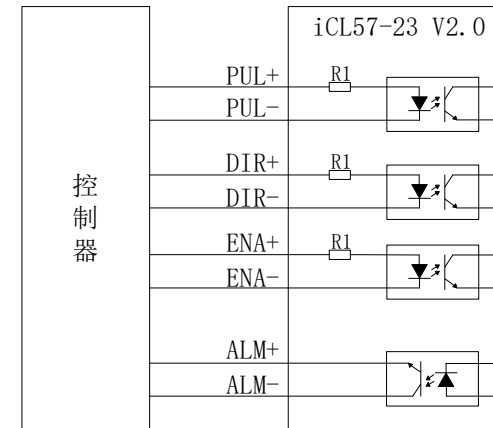 iCL57-23 V2.0
PUL+ R1
PUL-
DIR+ R1
DIR-
控制器
ENA+ R1
ENA-
ALM+
ALM-